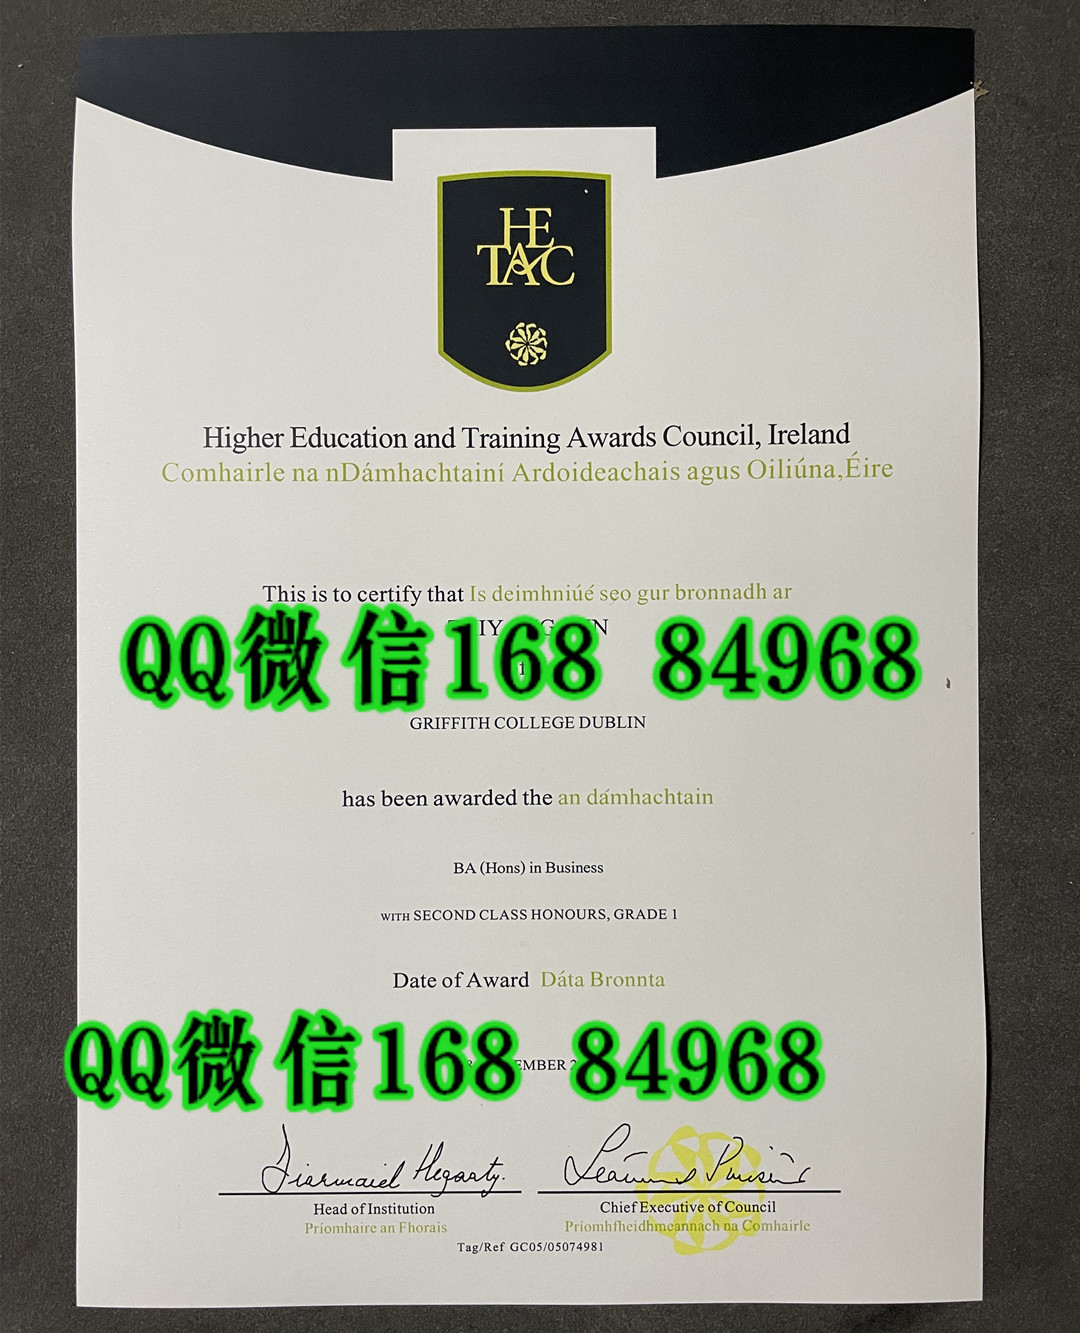 HE
TAC
Higher Education and Training Awards Council, Ireland
Comhairle na nDámhachtainí Ardoideachais agus Oiliúna,Éire
This is to certify that Is deimhniúé seo gur bronnadh ar
QQ微信168 84968
GRIFFITH COLLEGE DUBLIN
has been awarded the an dámhachtain
BA (Hons) in Business
WITH SECOND CLASS HONOURS, GRADE 1
Date of Award Dáta Bronnta
QQ微信168 84968
Diarmaid Hegarty.
Head of Institution Chief Executive of Council
Príomhaire an Fhorais Príomhfheidhmeannach na Comhairle
Tag/Ref GC05/05074981